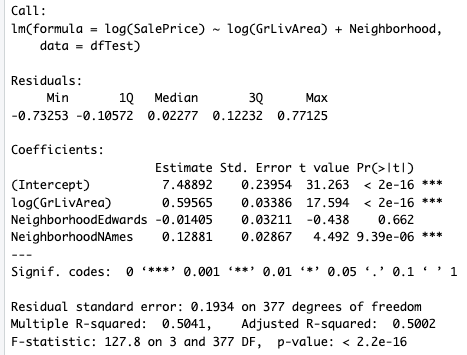 Call:
lm(formula = log(SalePrice) ~ log(GrLivArea) + Neighborhood,
    data = dfTest)

Residuals:
     Min       1Q   Median       3Q      Max
-0.73253 -0.10572  0.02277  0.12232  0.77125

Coefficients:
                     Estimate Std. Error t value Pr(>|t|)
(Intercept)           7.48892    0.23954  31.263  < 2e-16 ***
log(GrLivArea)        0.59565    0.03386  17.594  < 2e-16 ***
NeighborhoodEdwards  -0.01405    0.03211  -0.438    0.662
NeighborhoodNAmes     0.12881    0.02867   4.492 9.39e-06 ***
---
Signif. codes:  0 ‘***’ 0.001 ‘**’ 0.01 ‘*’ 0.05 ‘.’ 0.1 ‘ ’ 1

Residual standard error: 0.1934 on 377 degrees of freedom
Multiple R-squared:  0.5041,	Adjusted R-squared:  0.5002
F-statistic: 127.8 on 3 and 377 DF,  p-value: < 2.2e-16